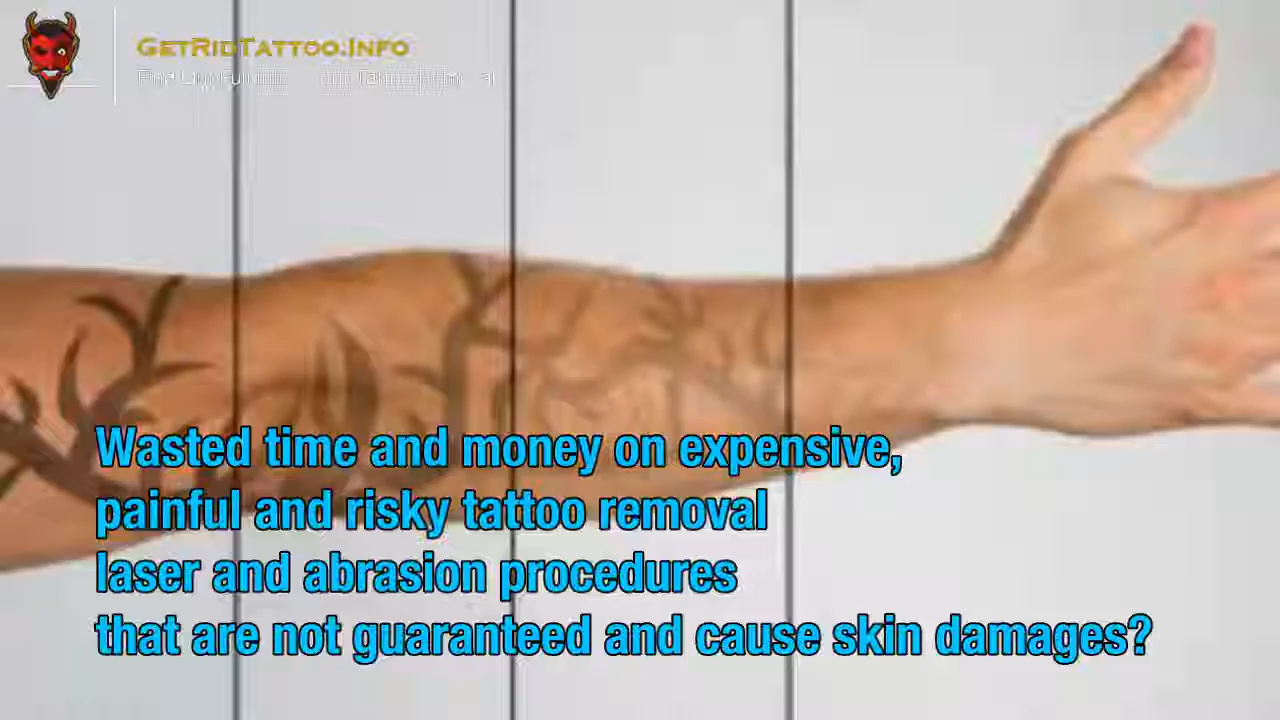 GETRIDTATTOO.INFO
Wasted time and money on expensive,
painful and risky tattoo removal
laser and abrasion procedures
that are not guaranteed and cause skin damages?